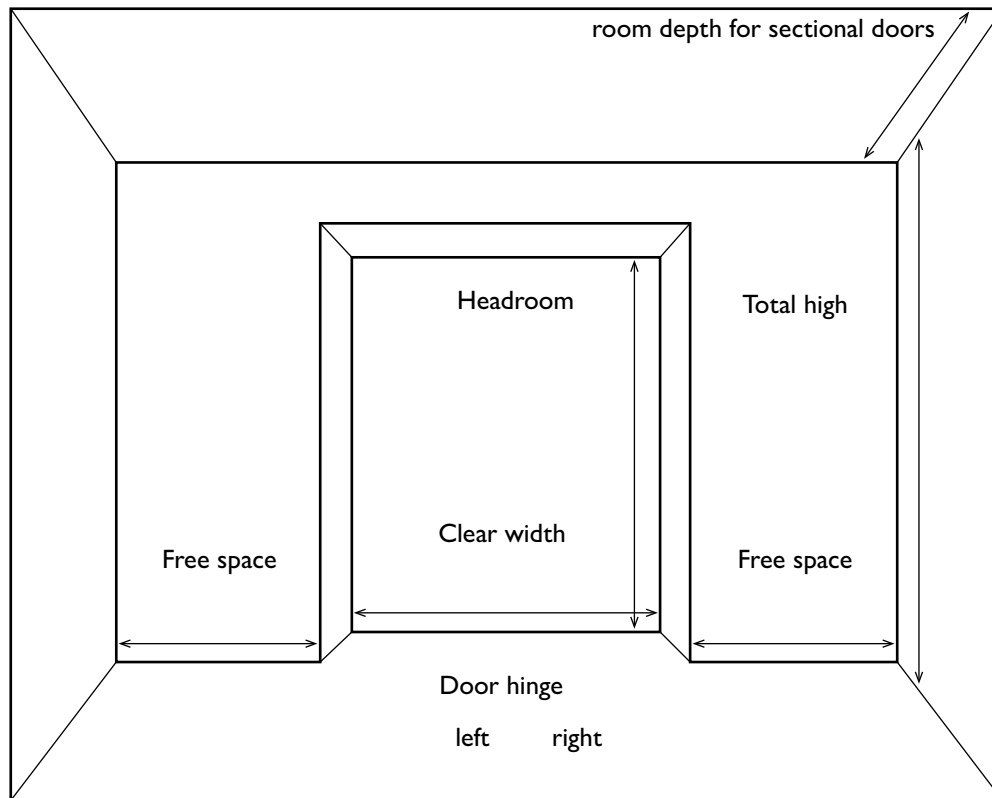 room depth for sectional doors
Headroom
Total high
Clear width
Free space
Free space
Door hinge
left right